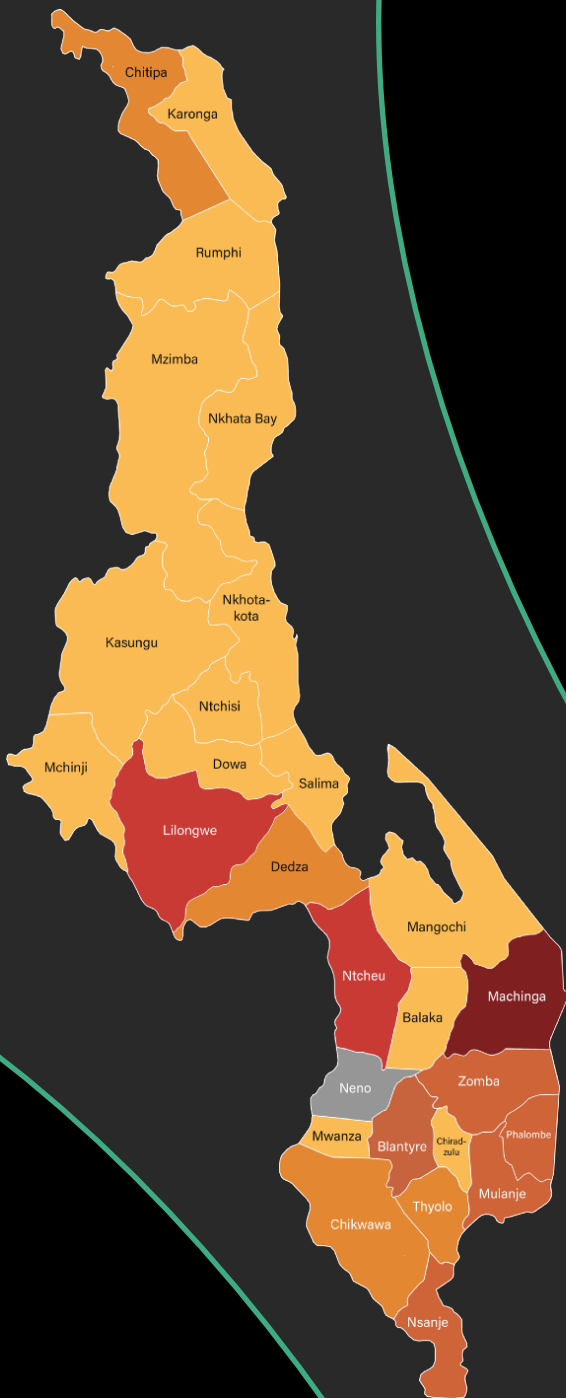 Chitipa
Karonga
Rumphi
Mzimba
Nkhata Bay
Nkhota-
kota
Kasungu
Ntchisi
Dowa
Mchinji
Salima
Lilongwe
Dedza
Mangochi
Ntcheu
Machinga
Balaka
Zomba
Neno
Mwanza
Blantyre
Chirad-
zulu
Phalombe
Mulanje
Thyolo
Chikwawa
Nsanje